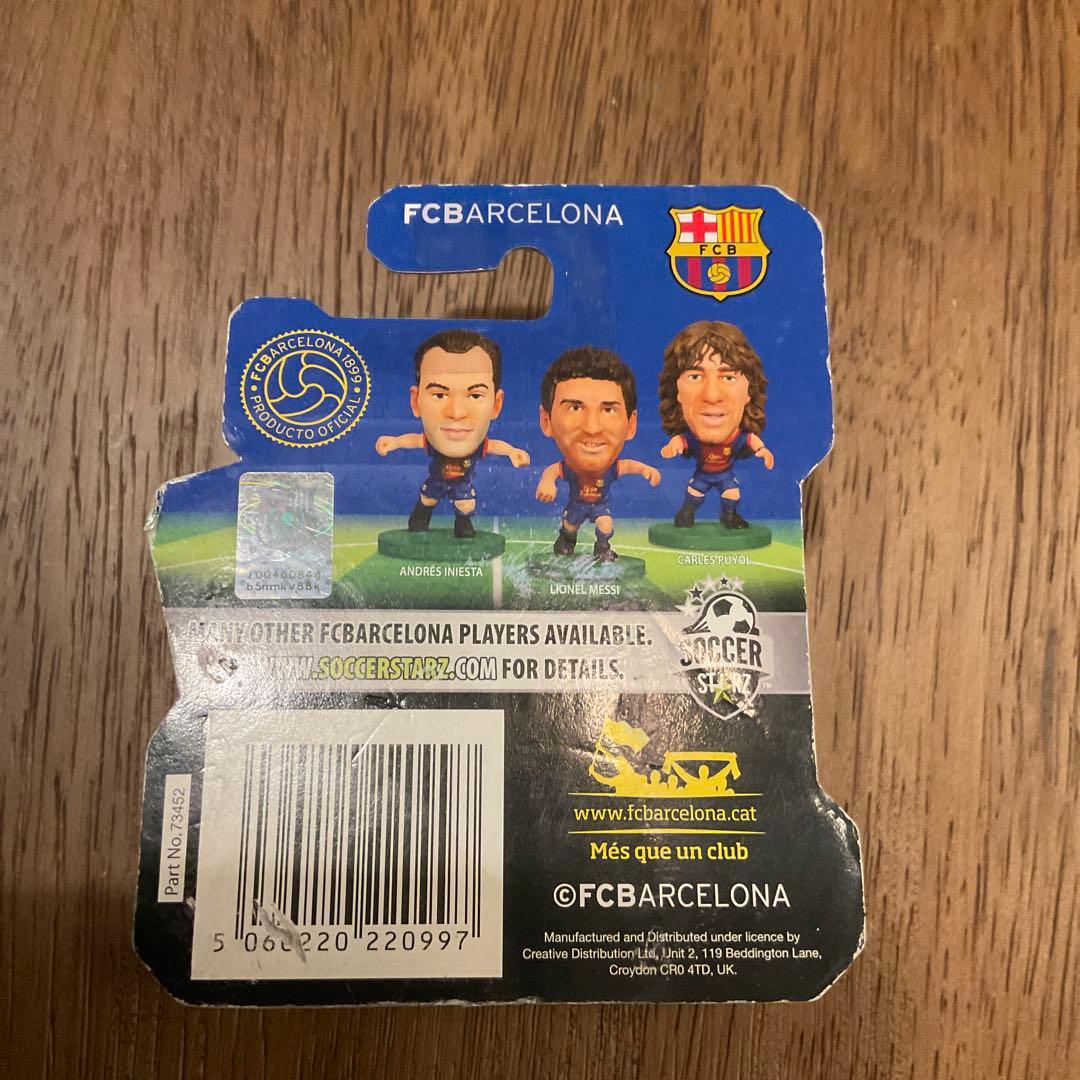 FCBARCELONA
FCB
FCBARCELONA 1899
PRODUCTO OFICIAL
ANDRÉS INIESTA
LIONEL MESSI
CARLES PUYOL
MANY OTHER FCBARCELONA PLAYERS AVAILABLE.
WWW.SOCCERSTARZ.COM FOR DETAILS.
SOCCER
STARZ
TM
Part No. 73452
5 060220 220997
www.fcbarcelona.cat
Més que un club
©FCBARCELONA
Manufactured and Distributed under licence by
Creative Distribution Ltd, Unit 2, 119 Beddington Lane,
Croydon CR0 4TD, UK.